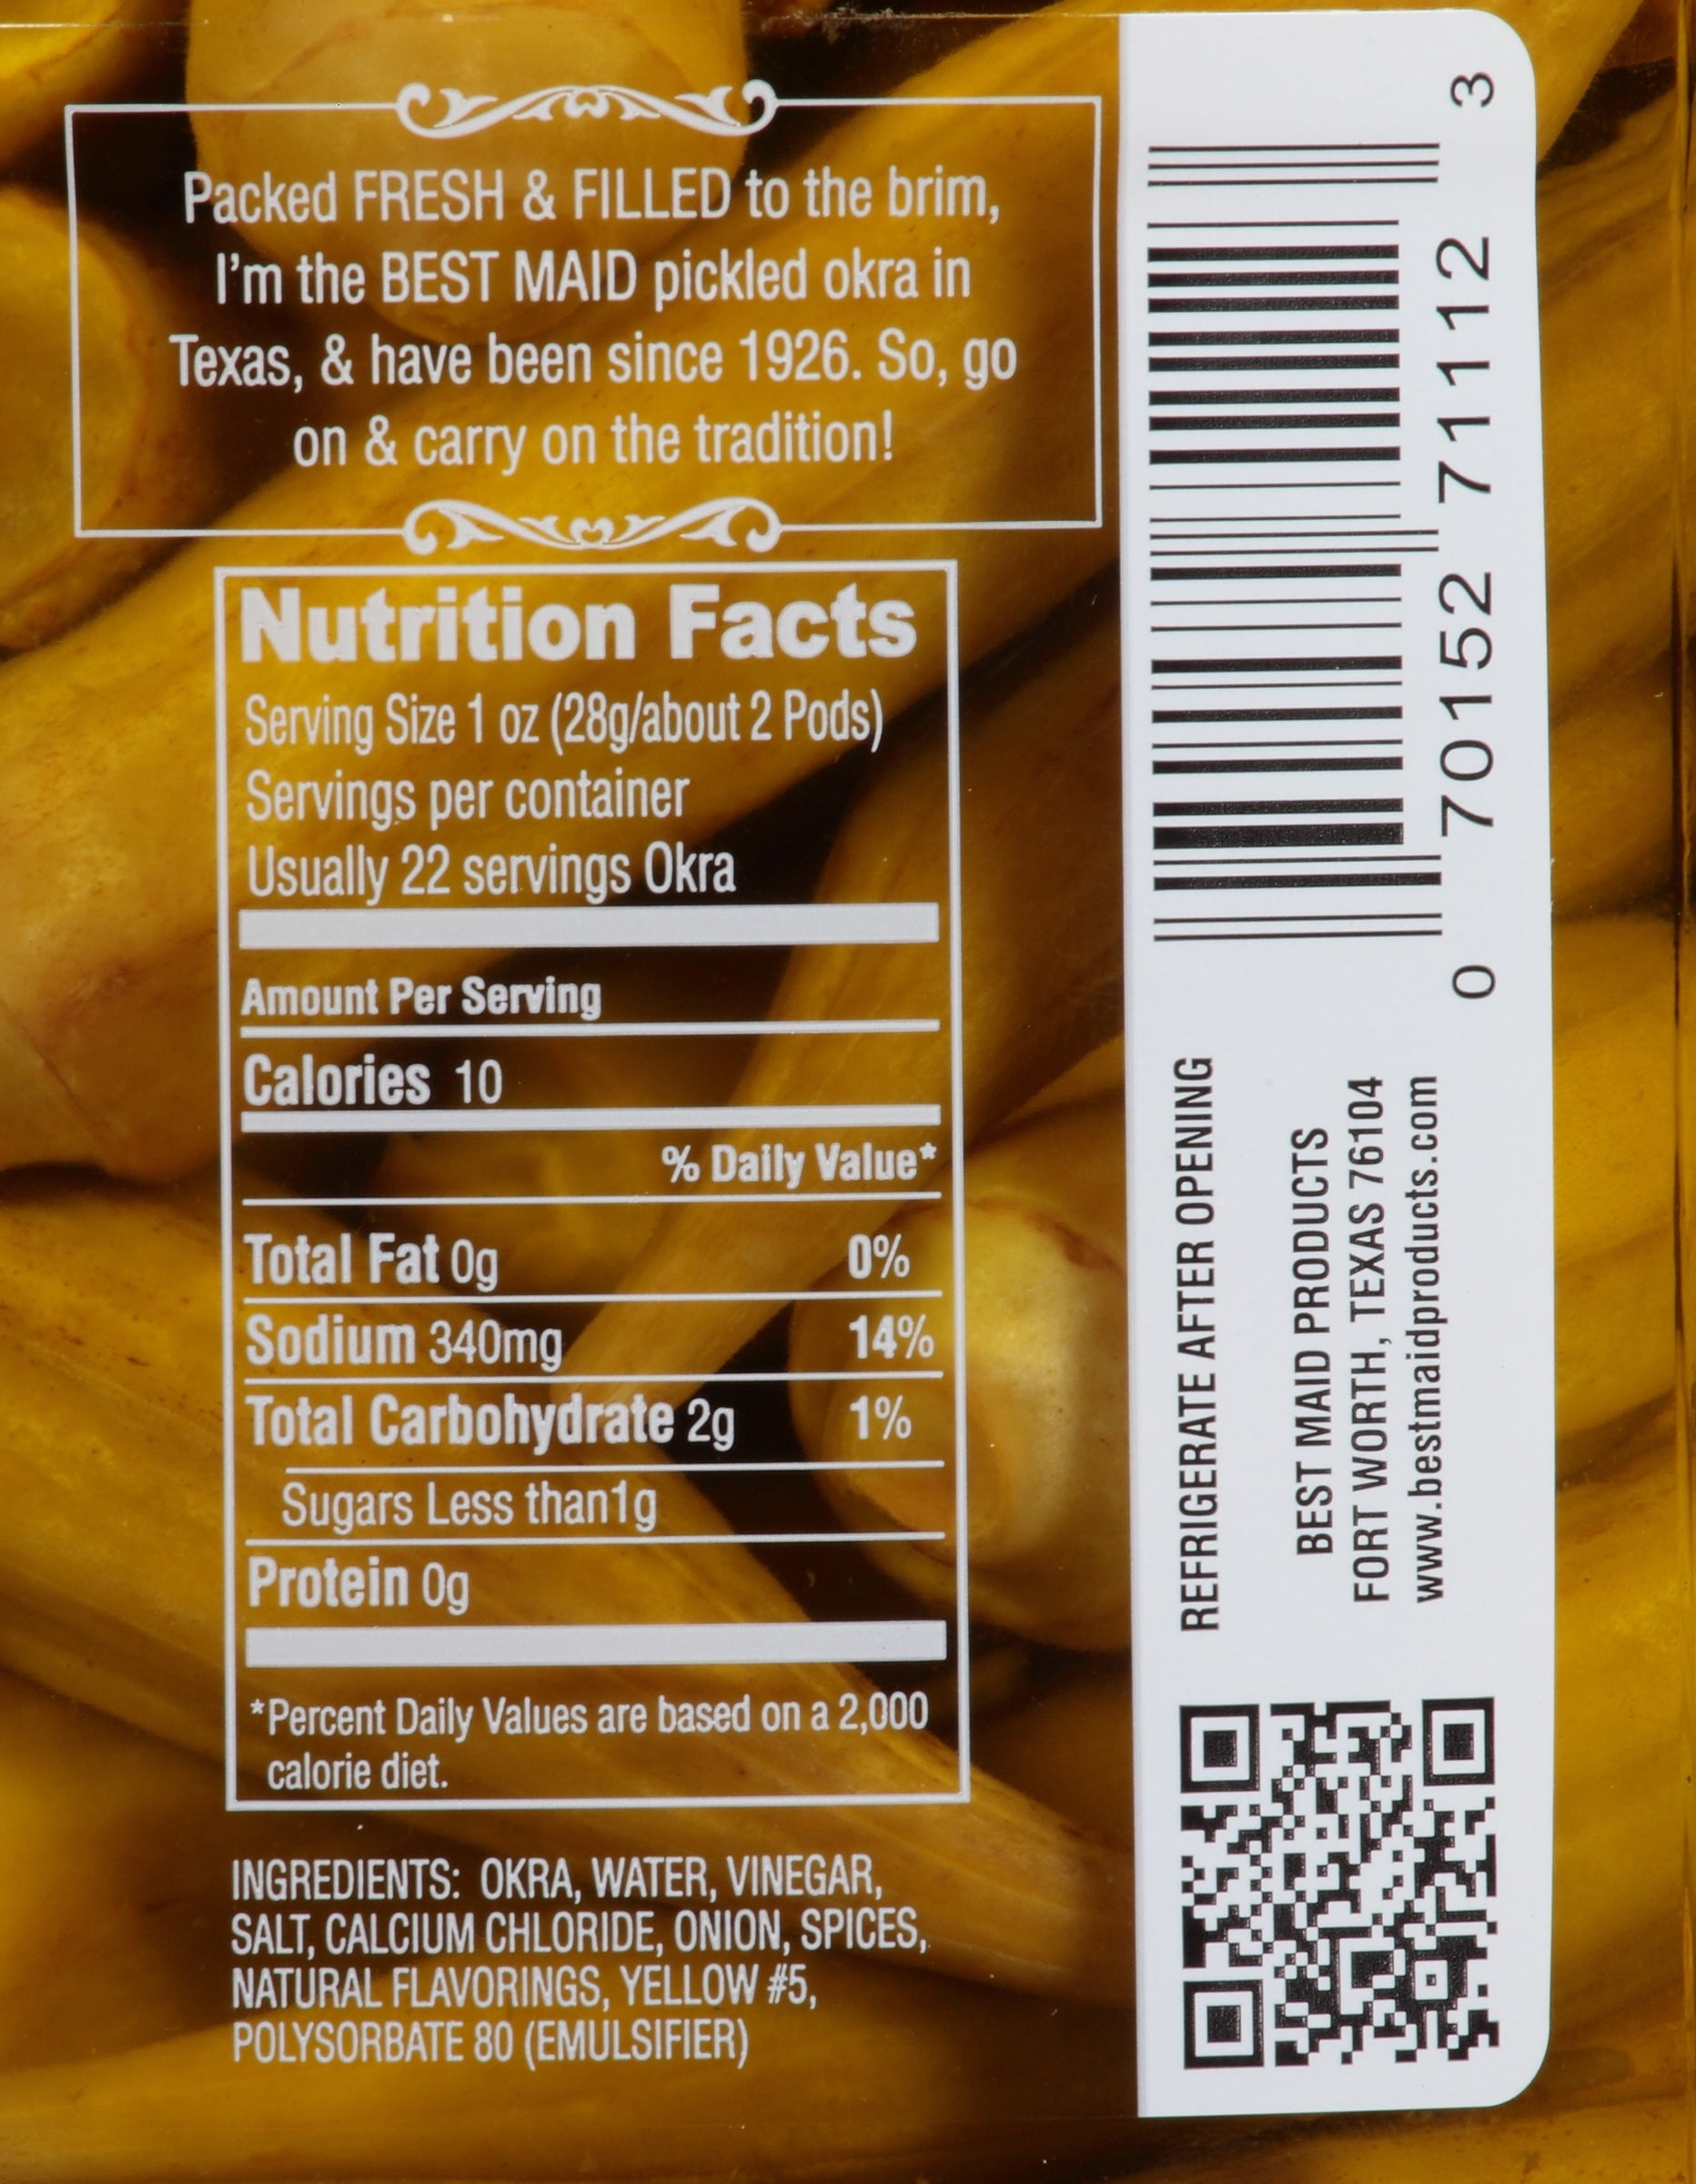 Packed FRESH & FILLED to the brim,
I'm the BEST MAID pickled okra in
Texas, & have been since 1926. So, go
on & carry on the tradition!
Nutrition Facts
Serving Size 1 oz (28g/about 2 Pods)
Servings per container
Usually 22 servings Okra
Amount Per Serving
Calories 10
% Daily Value*
Total Fat 0g 0%
Sodium 340mg 14%
Total Carbohydrate 2g 1%
Sugars Less than1g
Protein 0g
*Percent Daily Values are based on a 2,000
calorie diet.
INGREDIENTS: OKRA, WATER, VINEGAR,
SALT, CALCIUM CHLORIDE, ONION, SPICES,
NATURAL FLAVORINGS, YELLOW #5,
POLYSORBATE 80 (EMULSIFIER)
REFRIGERATE AFTER OPENING
BEST MAID PRODUCTS
FORT WORTH, TEXAS 76104
www.bestmaidproducts.com
0 70152 71112 3